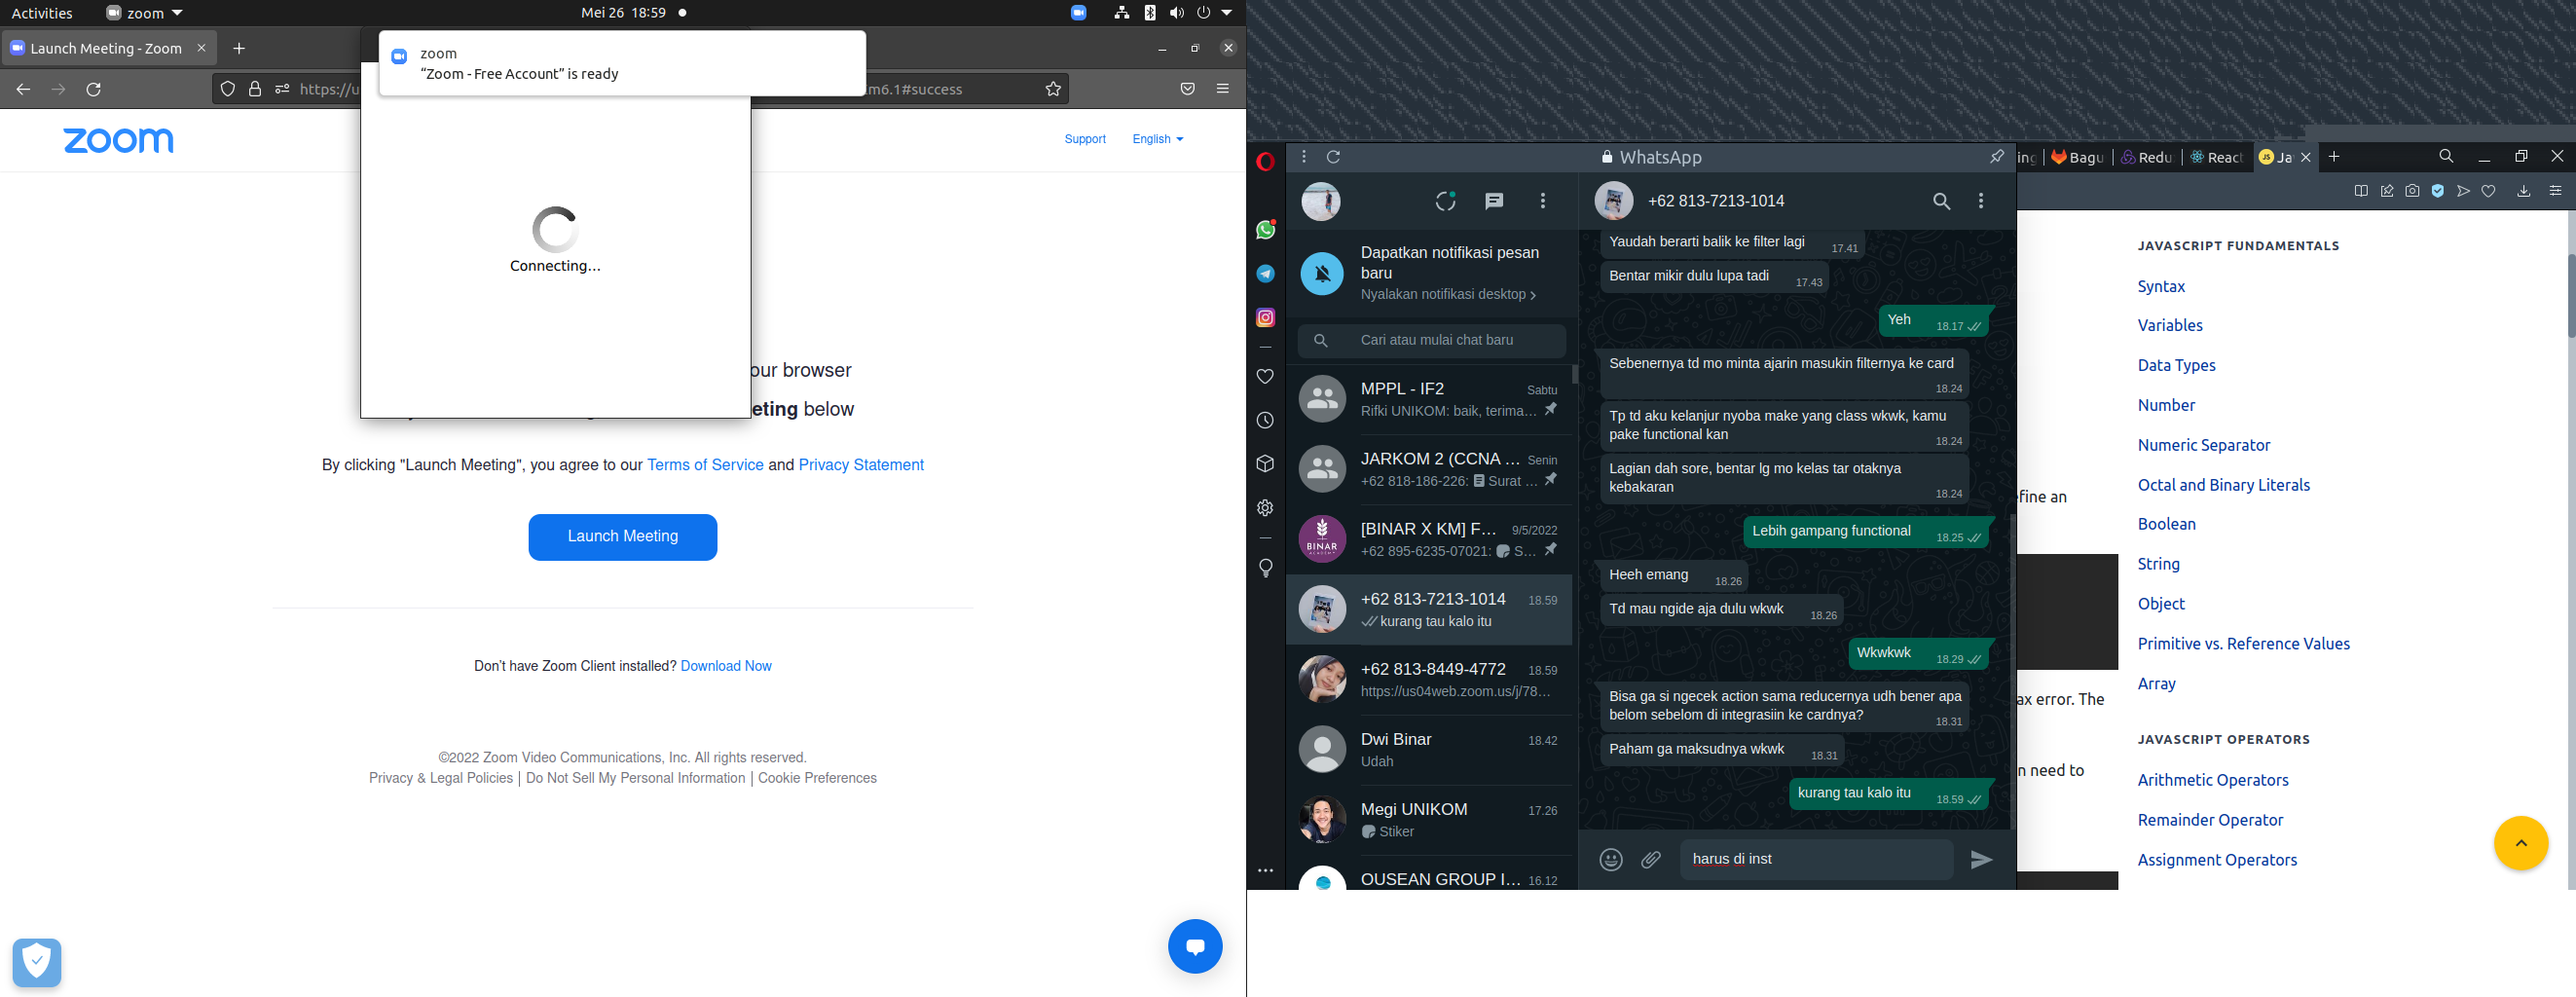 Activities
zoom
Mei 26 18:59
Launch Meeting - Zoom
zoom
“Zoom - Free Account” is ready
https://u
m6.1#success
zoom
Support
English
Connecting...
our browser
eting below
By clicking "Launch Meeting", you agree to our Terms of Service and Privacy Statement
Launch Meeting
Don't have Zoom Client installed? Download Now
©2022 Zoom Video Communications, Inc. All rights reserved.
Privacy & Legal Policies | Do Not Sell My Personal Information | Cookie Preferences
WhatsApp
Dapatkan notifikasi pesan
baru
Nyalakan notifikasi desktop
Cari atau mulai chat baru
MPPL - IF2
Sabtu
Rifki UNIKOM: baik, terima...
JARKOM 2 (CCNA ...
Senin
+62 818-186-226: Surat ...
BINAR
[BINAR X KM] F...
9/5/2022
+62 895-6235-07021: S...
+62 813-7213-1014
18.59
kurang tau kalo itu
+62 813-8449-4772
18.59
https://us04web.zoom.us/j/78...
Dwi Binar
18.42
Udah
Megi UNIKOM
17.26
Stiker
OUSEAN GROUP I...
16.12
+62 813-7213-1014
Yaudah berarti balik ke filter lagi
17.41
Bentar mikir dulu lupa tadi
17.43
Yeh
18.17
Sebenernya td mo minta ajarin masukin filternya ke card
18.24
Tp td aku kelanjur nyoba make yang class wkwk, kamu
pake functional kan
18.24
Lagian dah sore, bentar lg mo kelas tar otaknya
kebakaran
18.24
Lebih gampang functional
18.25
Heeh emang
18.26
Td mau ngide aja dulu wkwk
18.26
Wkwkwk
18.29
Bisa ga si ngecek action sama reducernya udh bener apa
belom sebelom di integrasiin ke cardnya?
18.31
Paham ga maksudnya wkwk
18.31
kurang tau kalo itu
18.59
harus di inst
ing
Bagu
Redu
React
JS
Ja
efine an
ax error. The
n need to
JAVASCRIPT FUNDAMENTALS
Syntax
Variables
Data Types
Number
Numeric Separator
Octal and Binary Literals
Boolean
String
Object
Primitive vs. Reference Values
Array
JAVASCRIPT OPERATORS
Arithmetic Operators
Remainder Operator
Assignment Operators